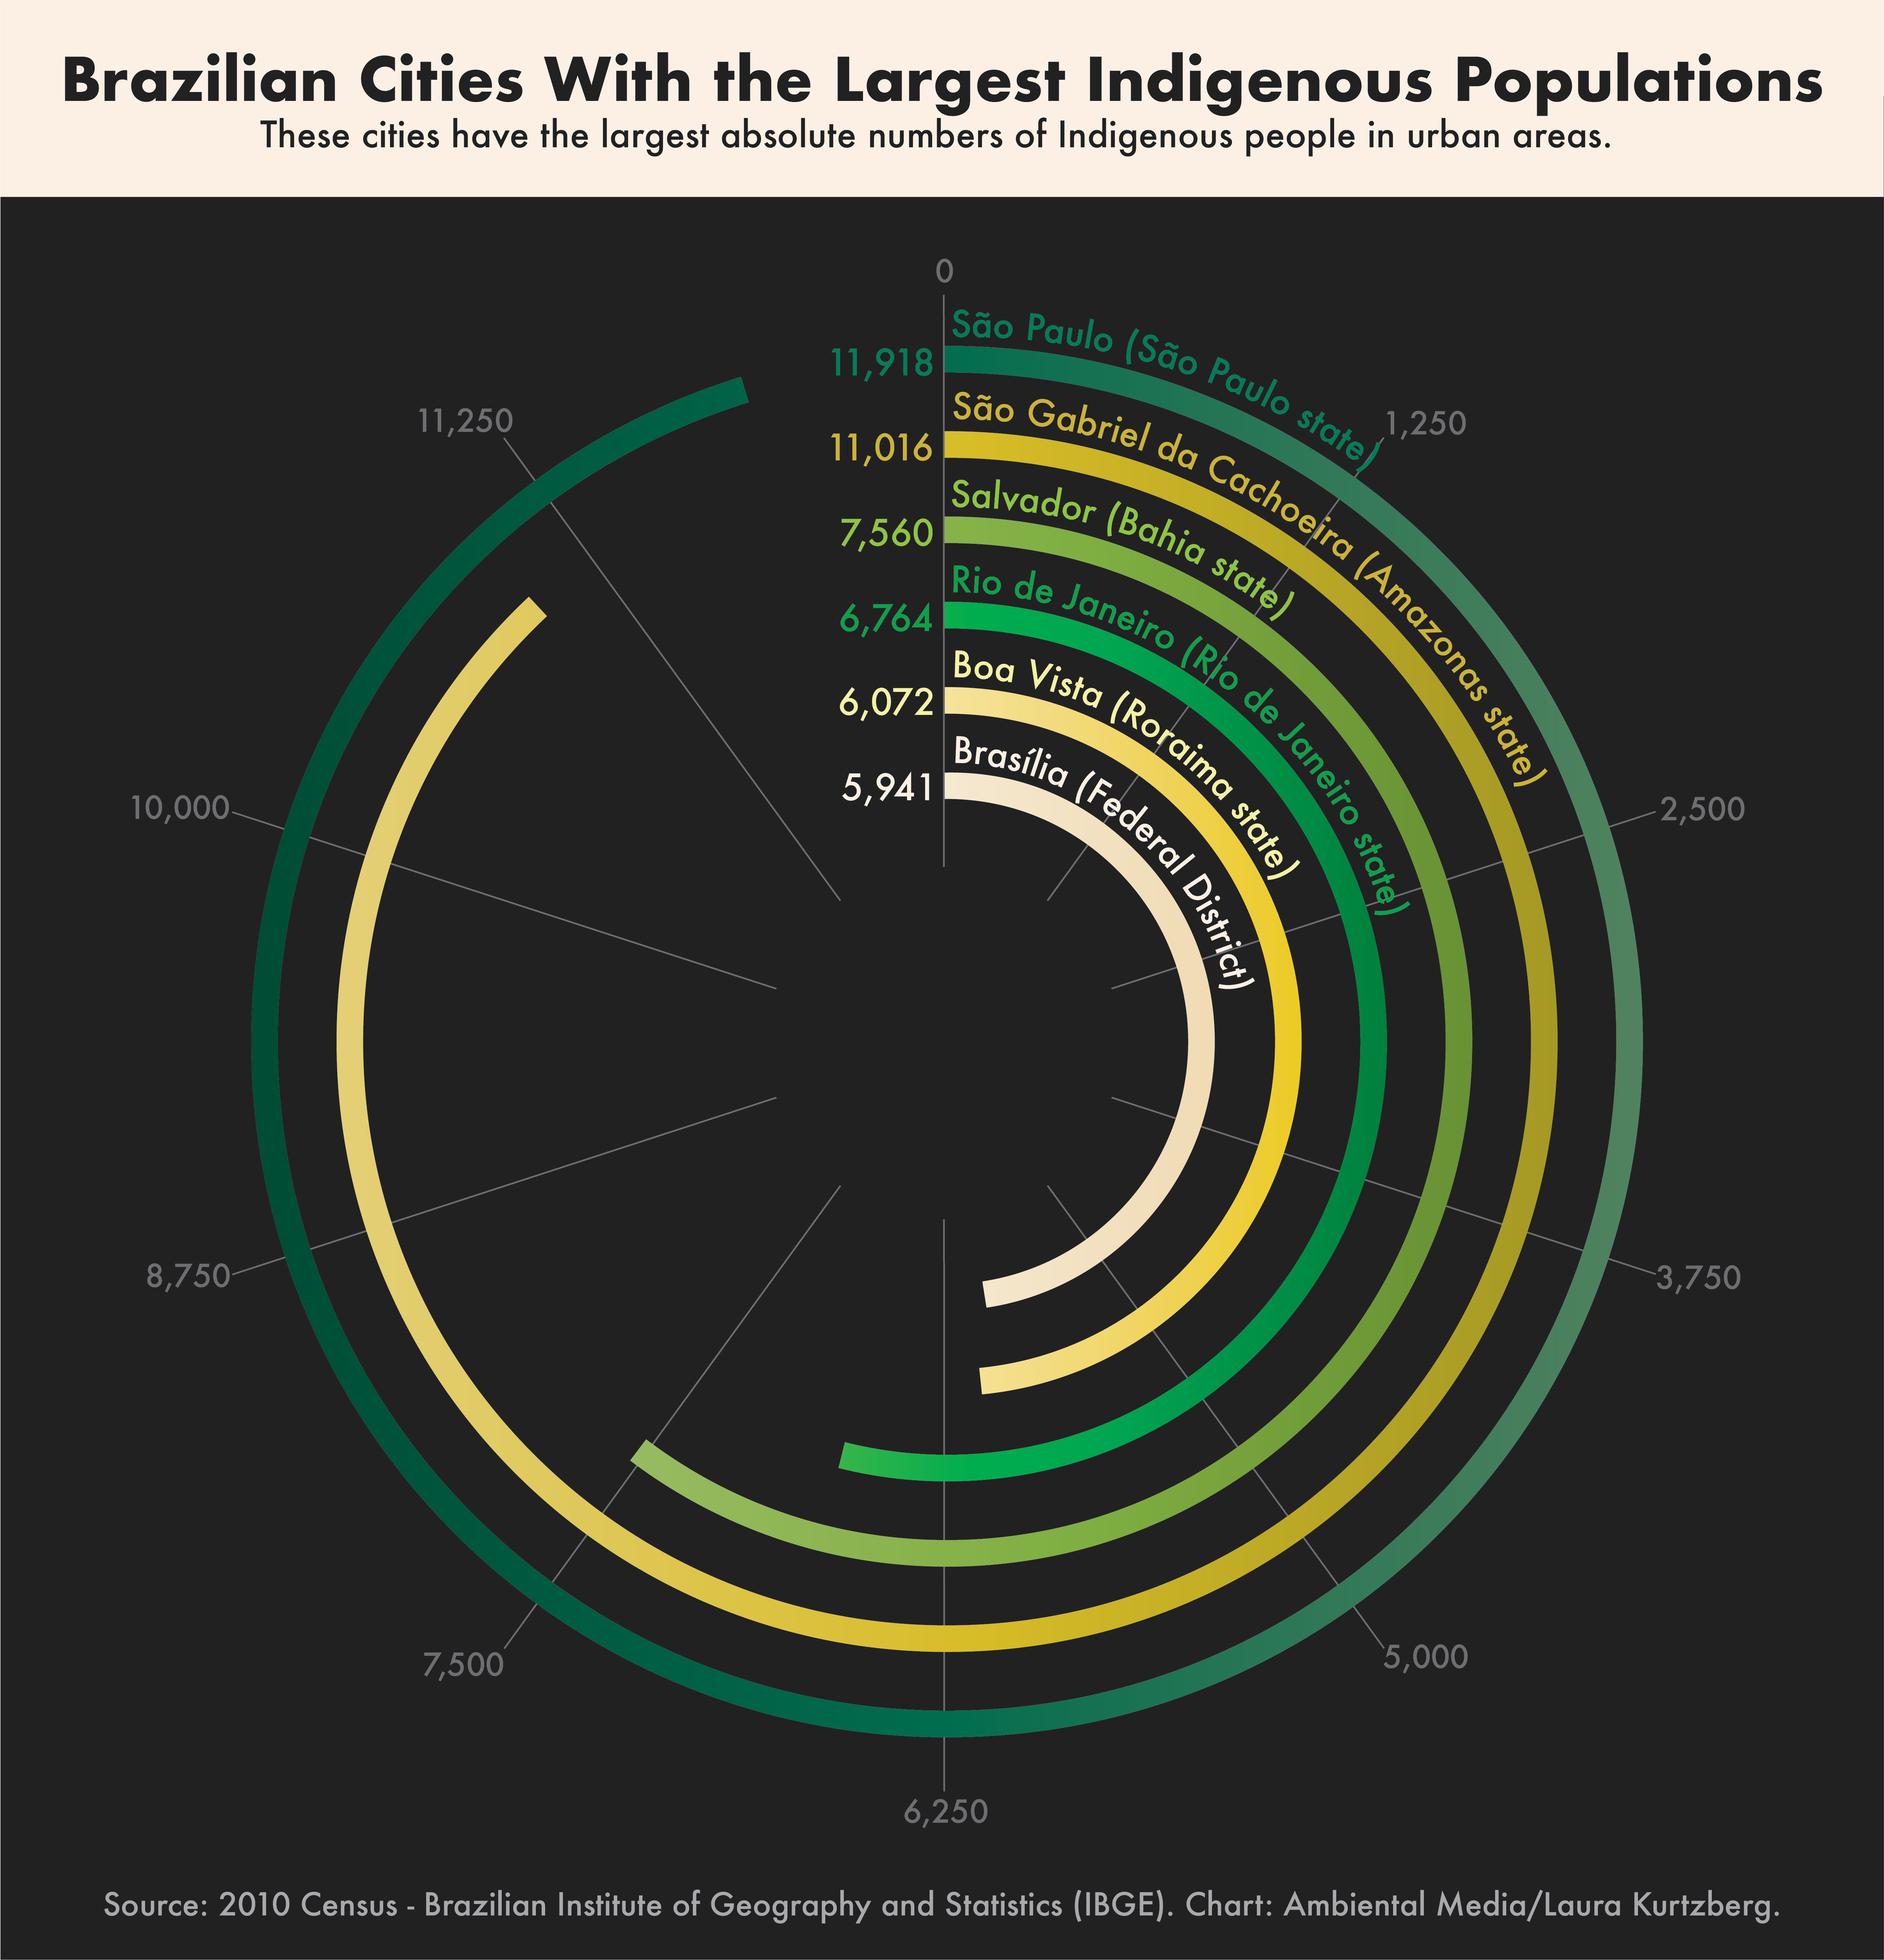 Brazilian Cities With the Largest Indigenous Populations
These cities have the largest absolute numbers of Indigenous people in urban areas.
0
São Paulo (São Paulo state)
11,918
São Gabriel da Cachoeira (Amazonas state)
11,016
Salvador (Bahia state)
7,560
Rio de Janeiro (Rio de Janeiro state)
6,764
Boa Vista (Roraima state)
6,072
Brasília (Federal District)
5,941
1,250
2,500
3,750
5,000
6,250
7,500
8,750
10,000
11,250
Source: 2010 Census - Brazilian Institute of Geography and Statistics (IBGE). Chart: Ambiental Media/Laura Kurtzberg.